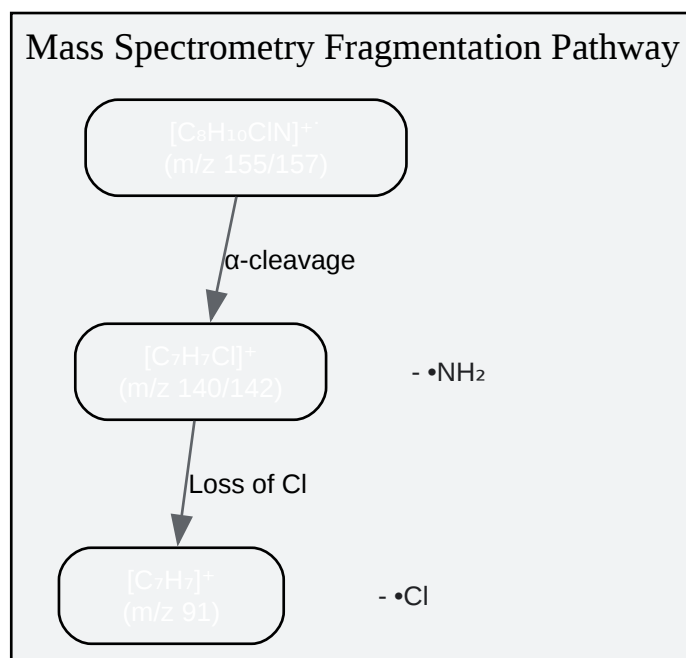 Mass Spectrometry Fragmentation Pathway
[C₈H₁₀ClN]⁺˙
(m/z 155/157)
α-cleavage
[C₇H₇Cl]⁺
(m/z 140/142)
- •NH₂
Loss of Cl
[C₇H₇]⁺
(m/z 91)
- •Cl